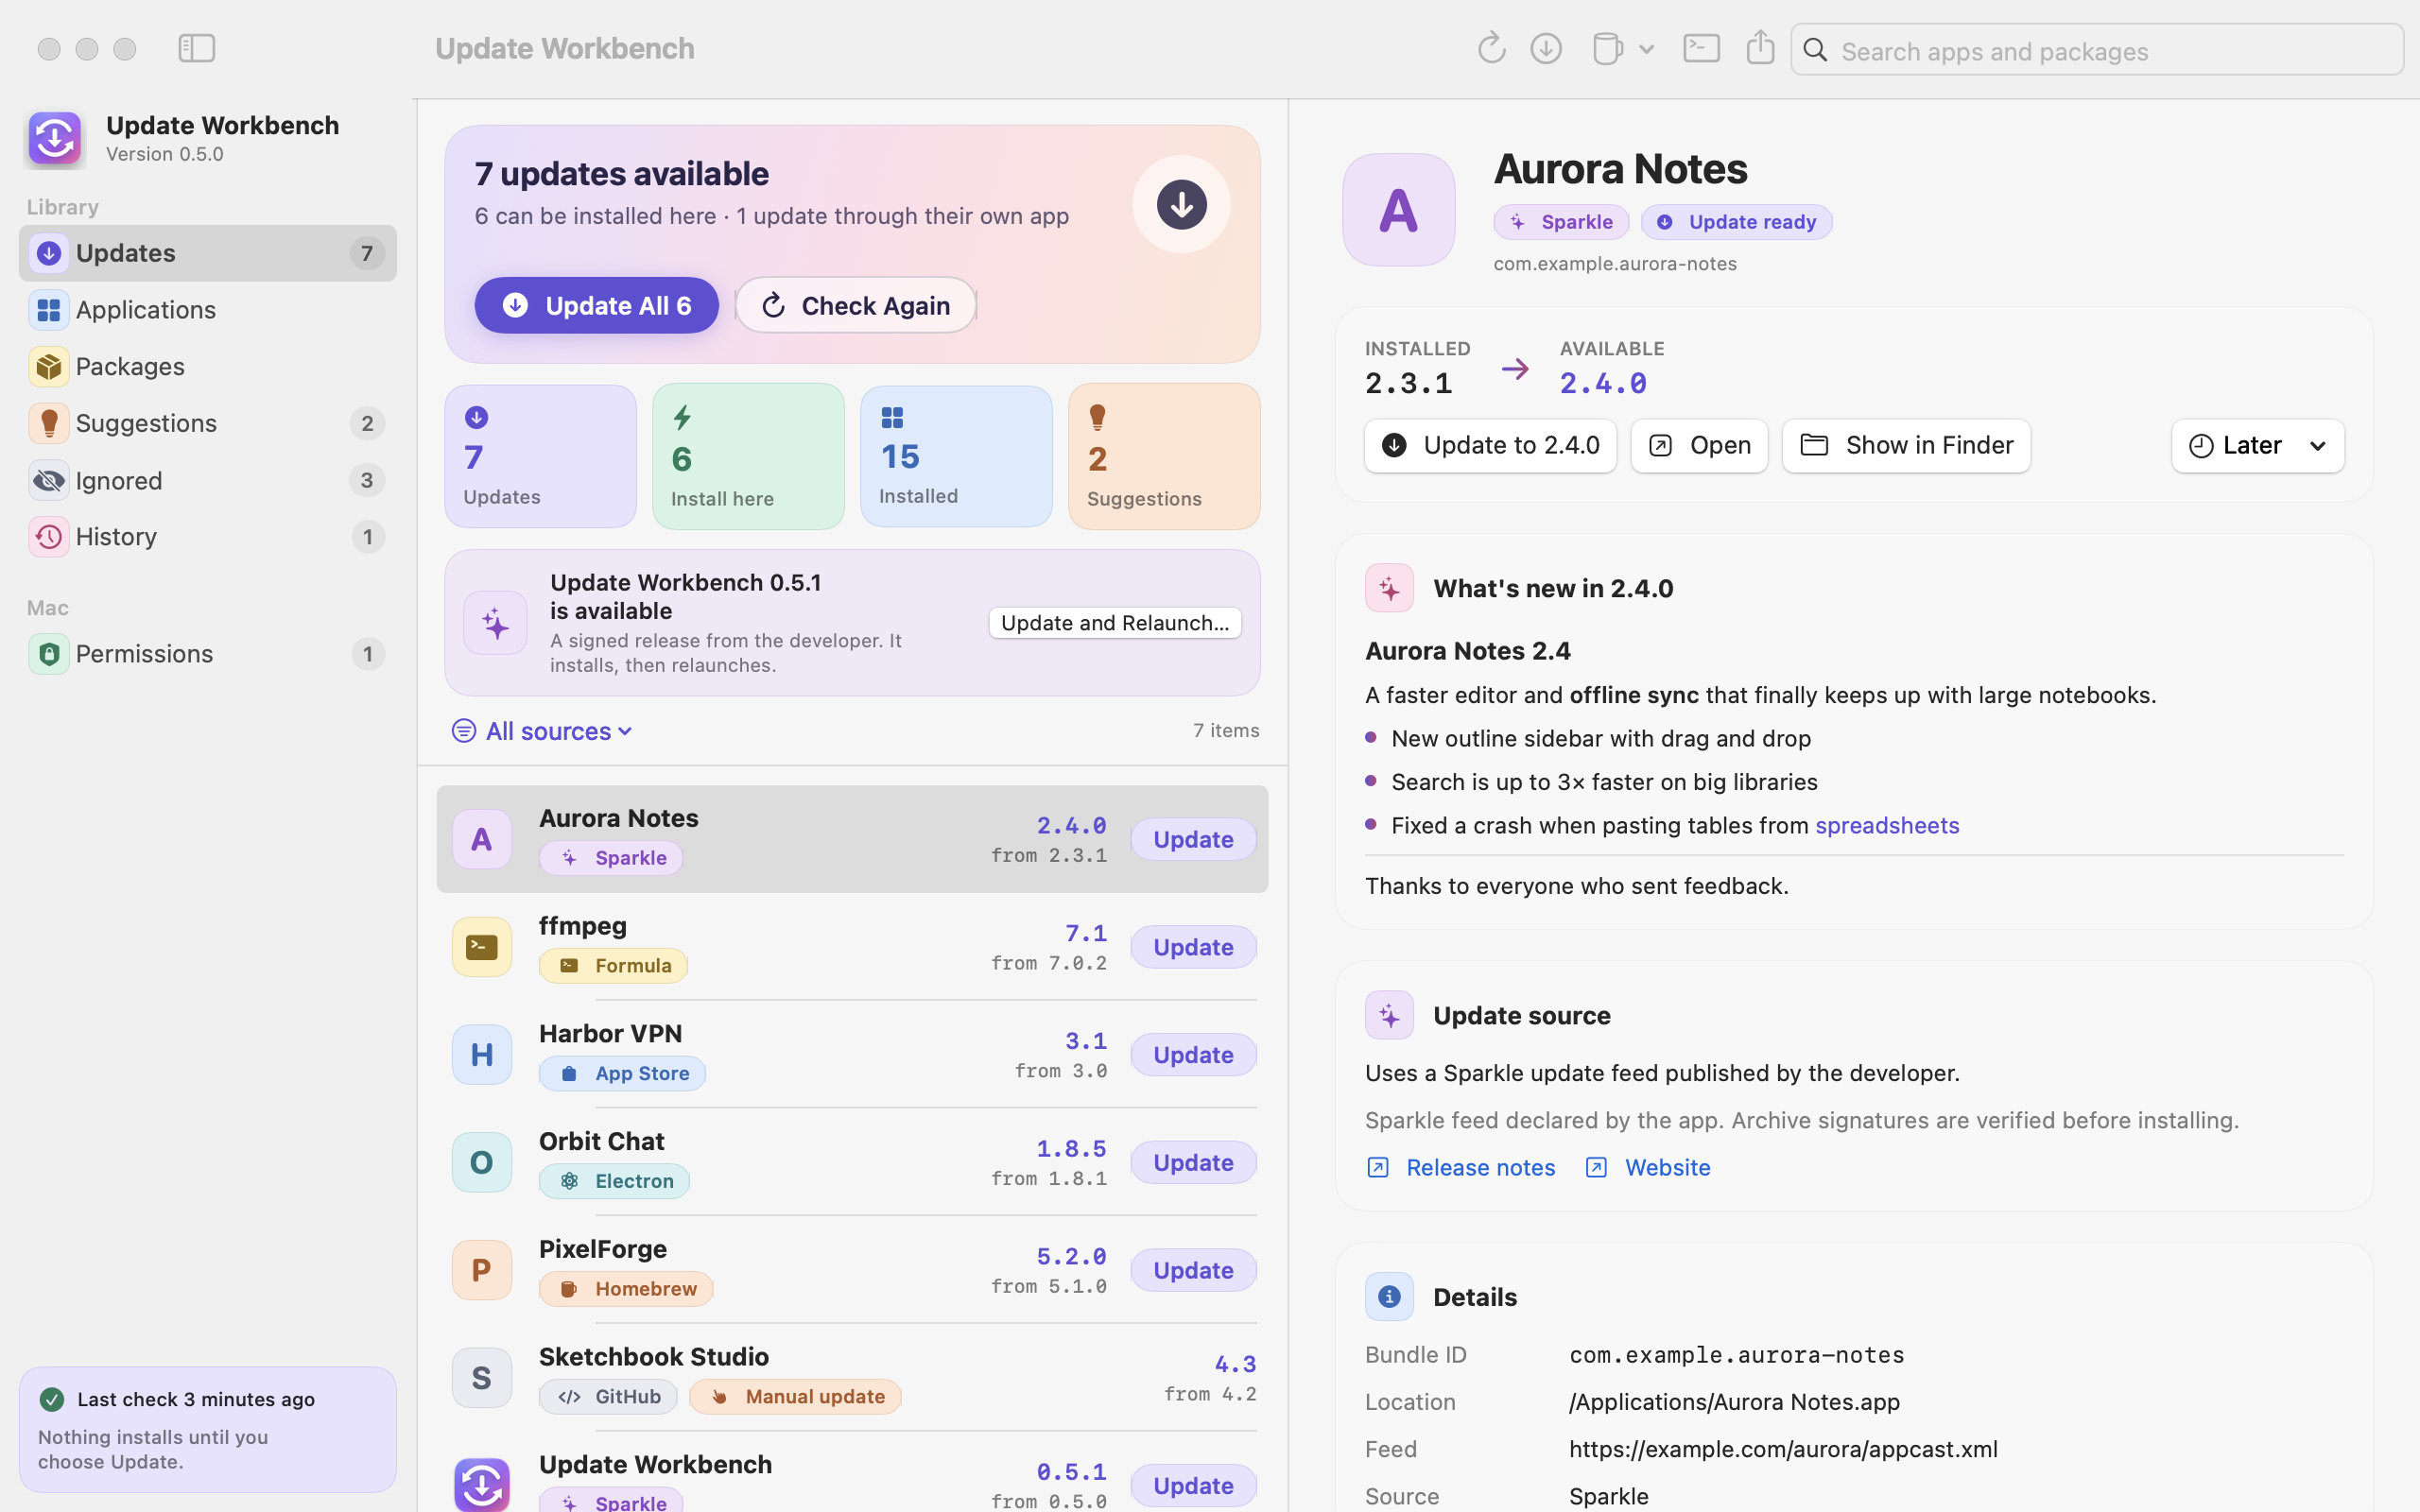 Update Workbench
Search apps and packages
Update Workbench
Version 0.5.0
Library
Updates 7
Applications
Packages
Suggestions 2
Ignored 3
History 1
Mac
Permissions 1
Last check 3 minutes ago
Nothing installs until you
choose Update.
7 updates available
6 can be installed here · 1 update through their own app
Update All 6 Check Again
7
Updates
6
Install here
15
Installed
2
Suggestions
Update Workbench 0.5.1
is available
A signed release from the developer. It
installs, then relaunches.
Update and Relaunch...
All sources 7 items
A
Aurora Notes
Sparkle
2.4.0
from 2.3.1
Update
ffmpeg
Formula
7.1
from 7.0.2
Update
H
Harbor VPN
App Store
3.1
from 3.0
Update
O
Orbit Chat
Electron
1.8.5
from 1.8.1
Update
P
PixelForge
Homebrew
5.2.0
from 5.1.0
Update
S
Sketchbook Studio
GitHub Manual update
4.3
from 4.2
Update Workbench
Sparkle
0.5.1
from 0.5.0
Update
A
Aurora Notes
Sparkle Update ready
com.example.aurora-notes
INSTALLED
2.3.1
AVAILABLE
2.4.0
Update to 2.4.0 Open Show in Finder Later
What's new in 2.4.0
Aurora Notes 2.4
A faster editor and offline sync that finally keeps up with large notebooks.
New outline sidebar with drag and drop
Search is up to 3× faster on big libraries
Fixed a crash when pasting tables from spreadsheets
Thanks to everyone who sent feedback.
Update source
Uses a Sparkle update feed published by the developer.
Sparkle feed declared by the app. Archive signatures are verified before installing.
Release notes Website
Details
Bundle ID com.example.aurora-notes
Location /Applications/Aurora Notes.app
Feed https://example.com/aurora/appcast.xml
Source Sparkle